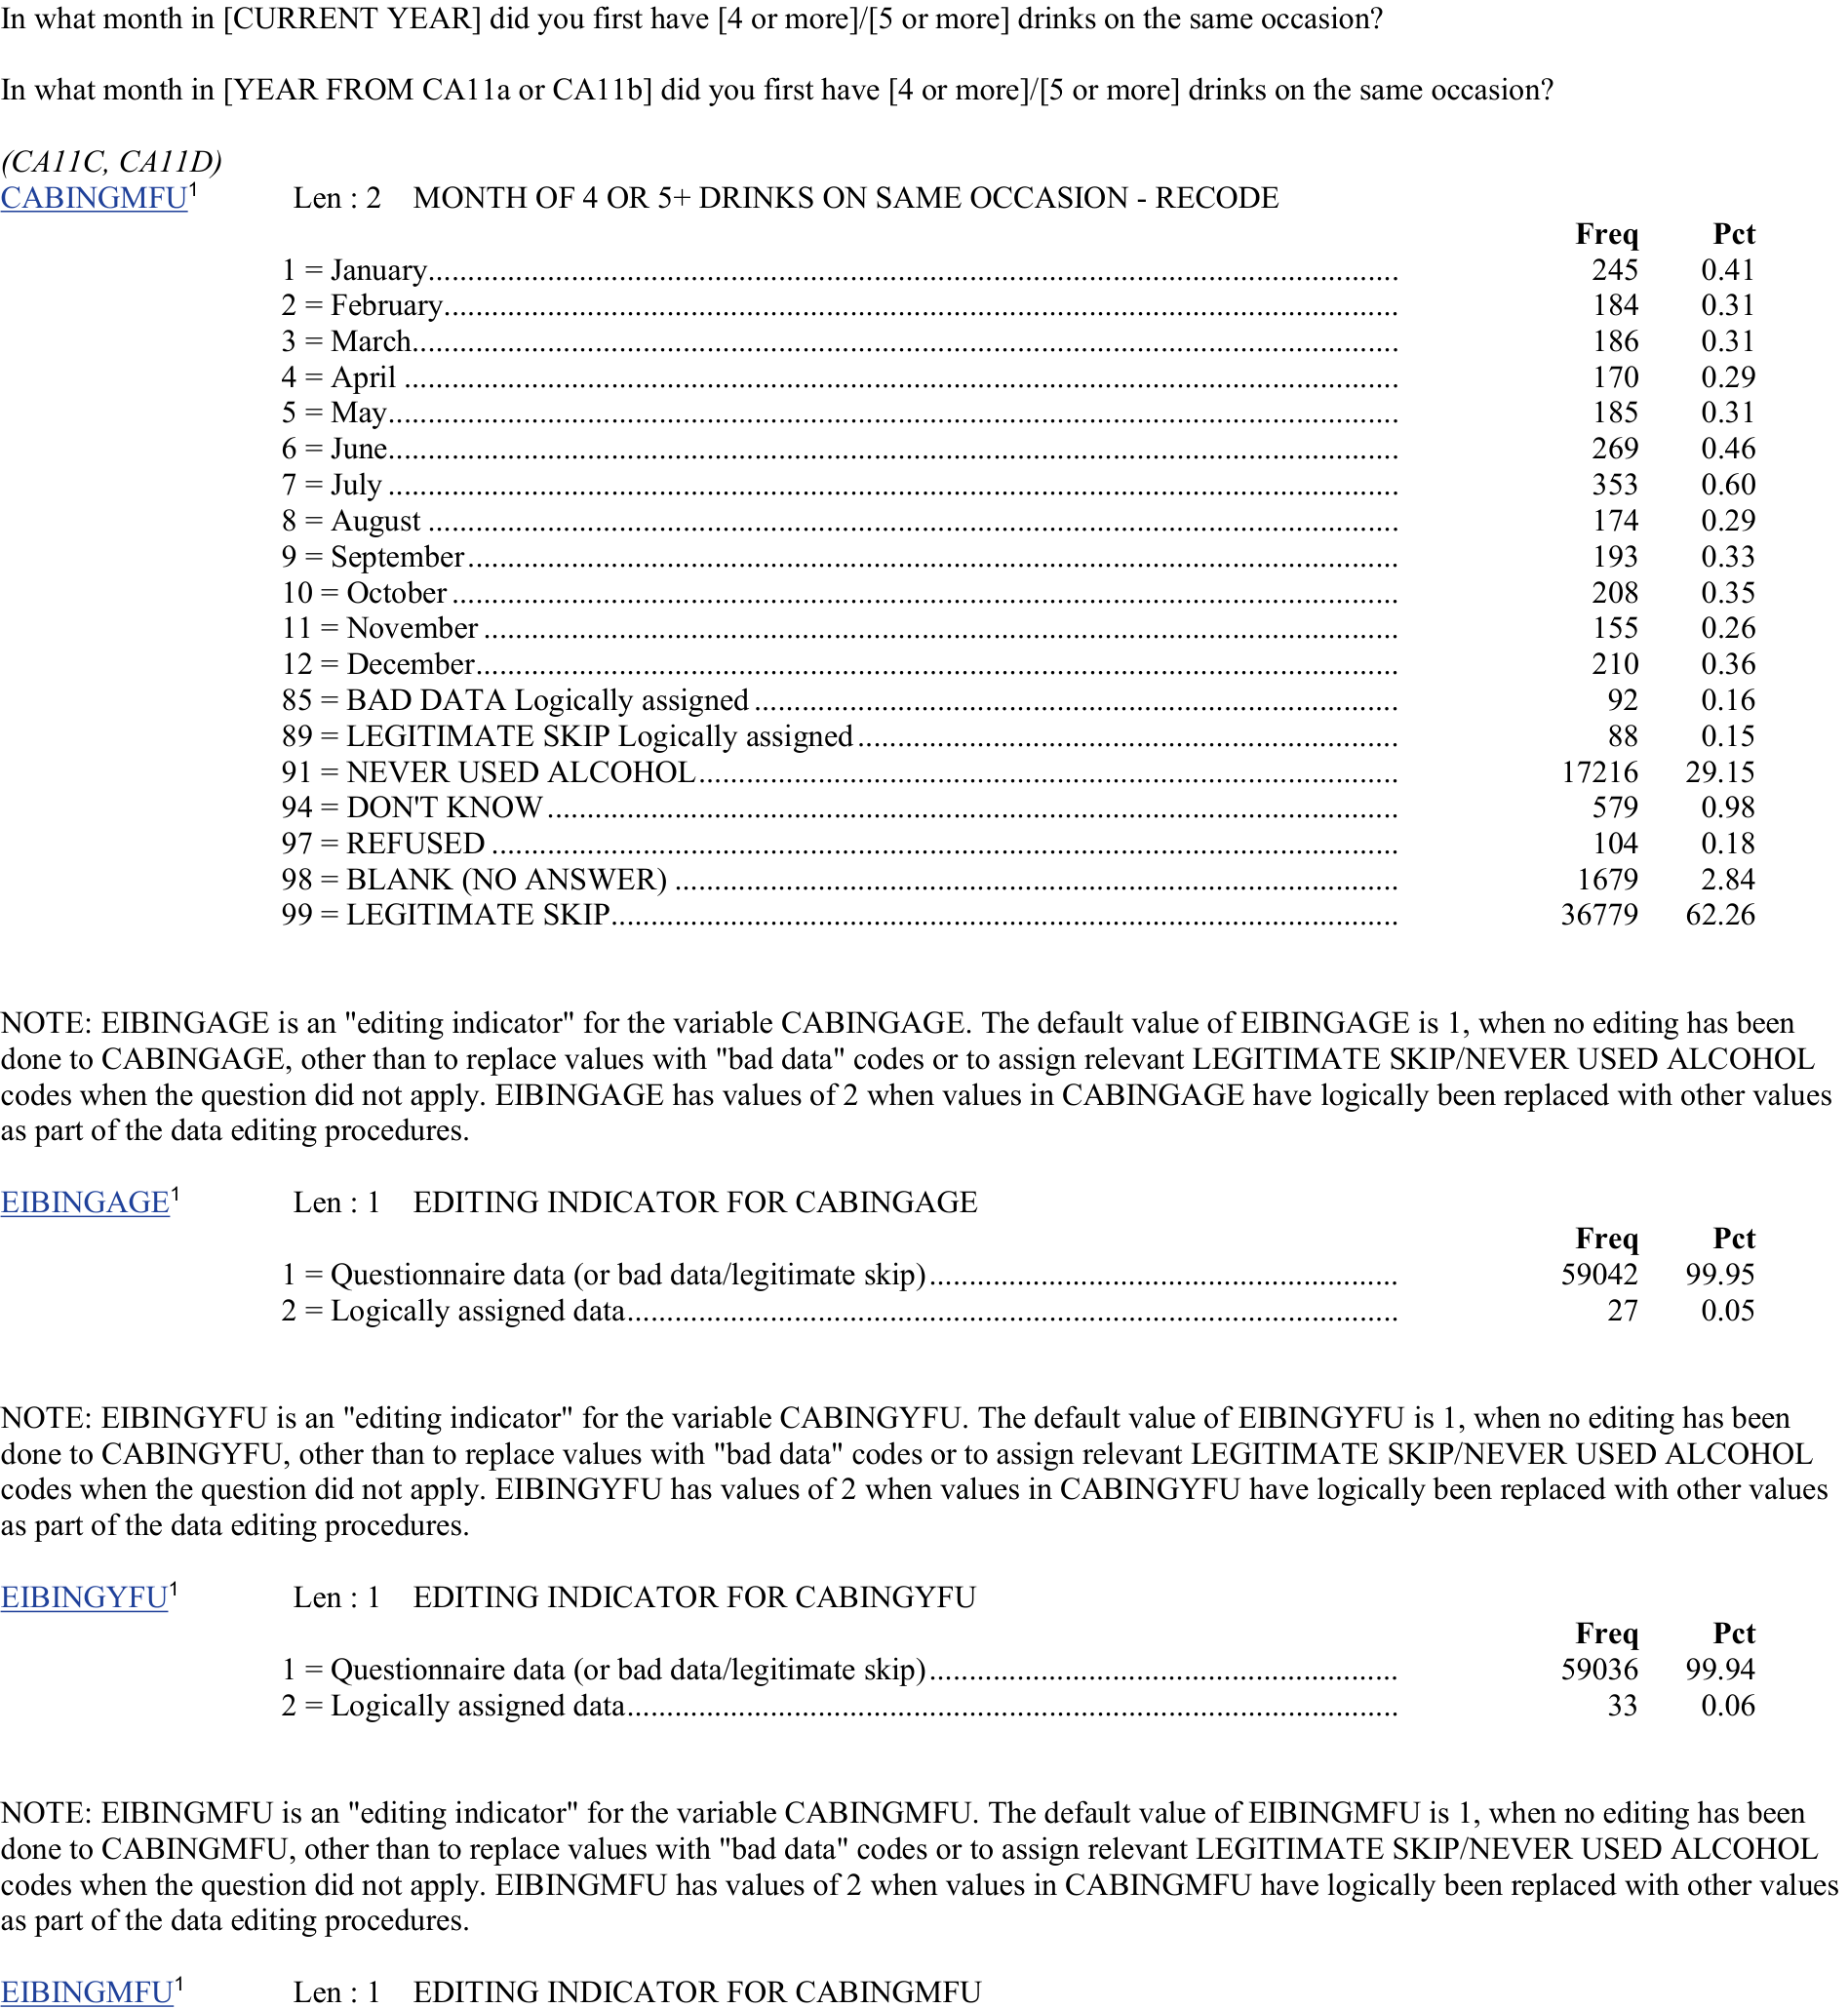 In what month in [CURRENT YEAR] did you first have [4 or more]/[5 or more] drinks on the same occasion?
In what month in [YEAR FROM CA11a or CA11b] did you first have [4 or more]/[5 or more] drinks on the same occasion?
(CA11C, CA11D)
CABINGMFU¹ Len : 2 MONTH OF 4 OR 5+ DRINKS ON SAME OCCASION - RECODE
Freq Pct
1 = January 245 0.41
2 = February 184 0.31
3 = March 186 0.31
4 = April 170 0.29
5 = May 185 0.31
6 = June 269 0.46
7 = July 353 0.60
8 = August 174 0.29
9 = September 193 0.33
10 = October 208 0.35
11 = November 155 0.26
12 = December 210 0.36
85 = BAD DATA Logically assigned 92 0.16
89 = LEGITIMATE SKIP Logically assigned 88 0.15
91 = NEVER USED ALCOHOL 17216 29.15
94 = DON'T KNOW 579 0.98
97 = REFUSED 104 0.18
98 = BLANK (NO ANSWER) 1679 2.84
99 = LEGITIMATE SKIP 36779 62.26
NOTE: EIBINGAGE is an "editing indicator" for the variable CABINGAGE. The default value of EIBINGAGE is 1, when no editing has been
done to CABINGAGE, other than to replace values with "bad data" codes or to assign relevant LEGITIMATE SKIP/NEVER USED ALCOHOL
codes when the question did not apply. EIBINGAGE has values of 2 when values in CABINGAGE have logically been replaced with other values
as part of the data editing procedures.
EIBINGAGE¹ Len : 1 EDITING INDICATOR FOR CABINGAGE
Freq Pct
1 = Questionnaire data (or bad data/legitimate skip) 59042 99.95
2 = Logically assigned data 27 0.05
NOTE: EIBINGYFU is an "editing indicator" for the variable CABINGYFU. The default value of EIBINGYFU is 1, when no editing has been
done to CABINGYFU, other than to replace values with "bad data" codes or to assign relevant LEGITIMATE SKIP/NEVER USED ALCOHOL
codes when the question did not apply. EIBINGYFU has values of 2 when values in CABINGYFU have logically been replaced with other values
as part of the data editing procedures.
EIBINGYFU¹ Len : 1 EDITING INDICATOR FOR CABINGYFU
Freq Pct
1 = Questionnaire data (or bad data/legitimate skip) 59036 99.94
2 = Logically assigned data 33 0.06
NOTE: EIBINGMFU is an "editing indicator" for the variable CABINGMFU. The default value of EIBINGMFU is 1, when no editing has been
done to CABINGMFU, other than to replace values with "bad data" codes or to assign relevant LEGITIMATE SKIP/NEVER USED ALCOHOL
codes when the question did not apply. EIBINGMFU has values of 2 when values in CABINGMFU have logically been replaced with other values
as part of the data editing procedures.
EIBINGMFU¹ Len : 1 EDITING INDICATOR FOR CABINGMFU